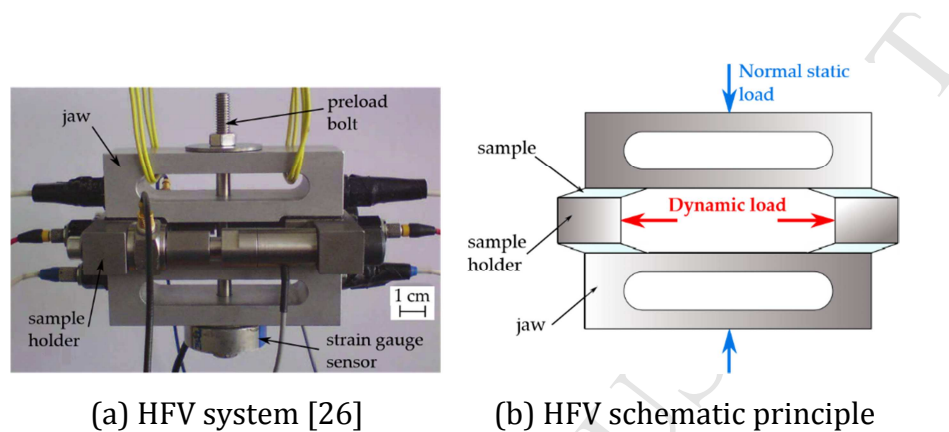 preload
bolt
jaw
sample
holder
strain gauge
sensor
1 cm
(a) HFV system [26]
Normal static
load
sample
Dynamic load
sample
holder
jaw
(b) HFV schematic principle